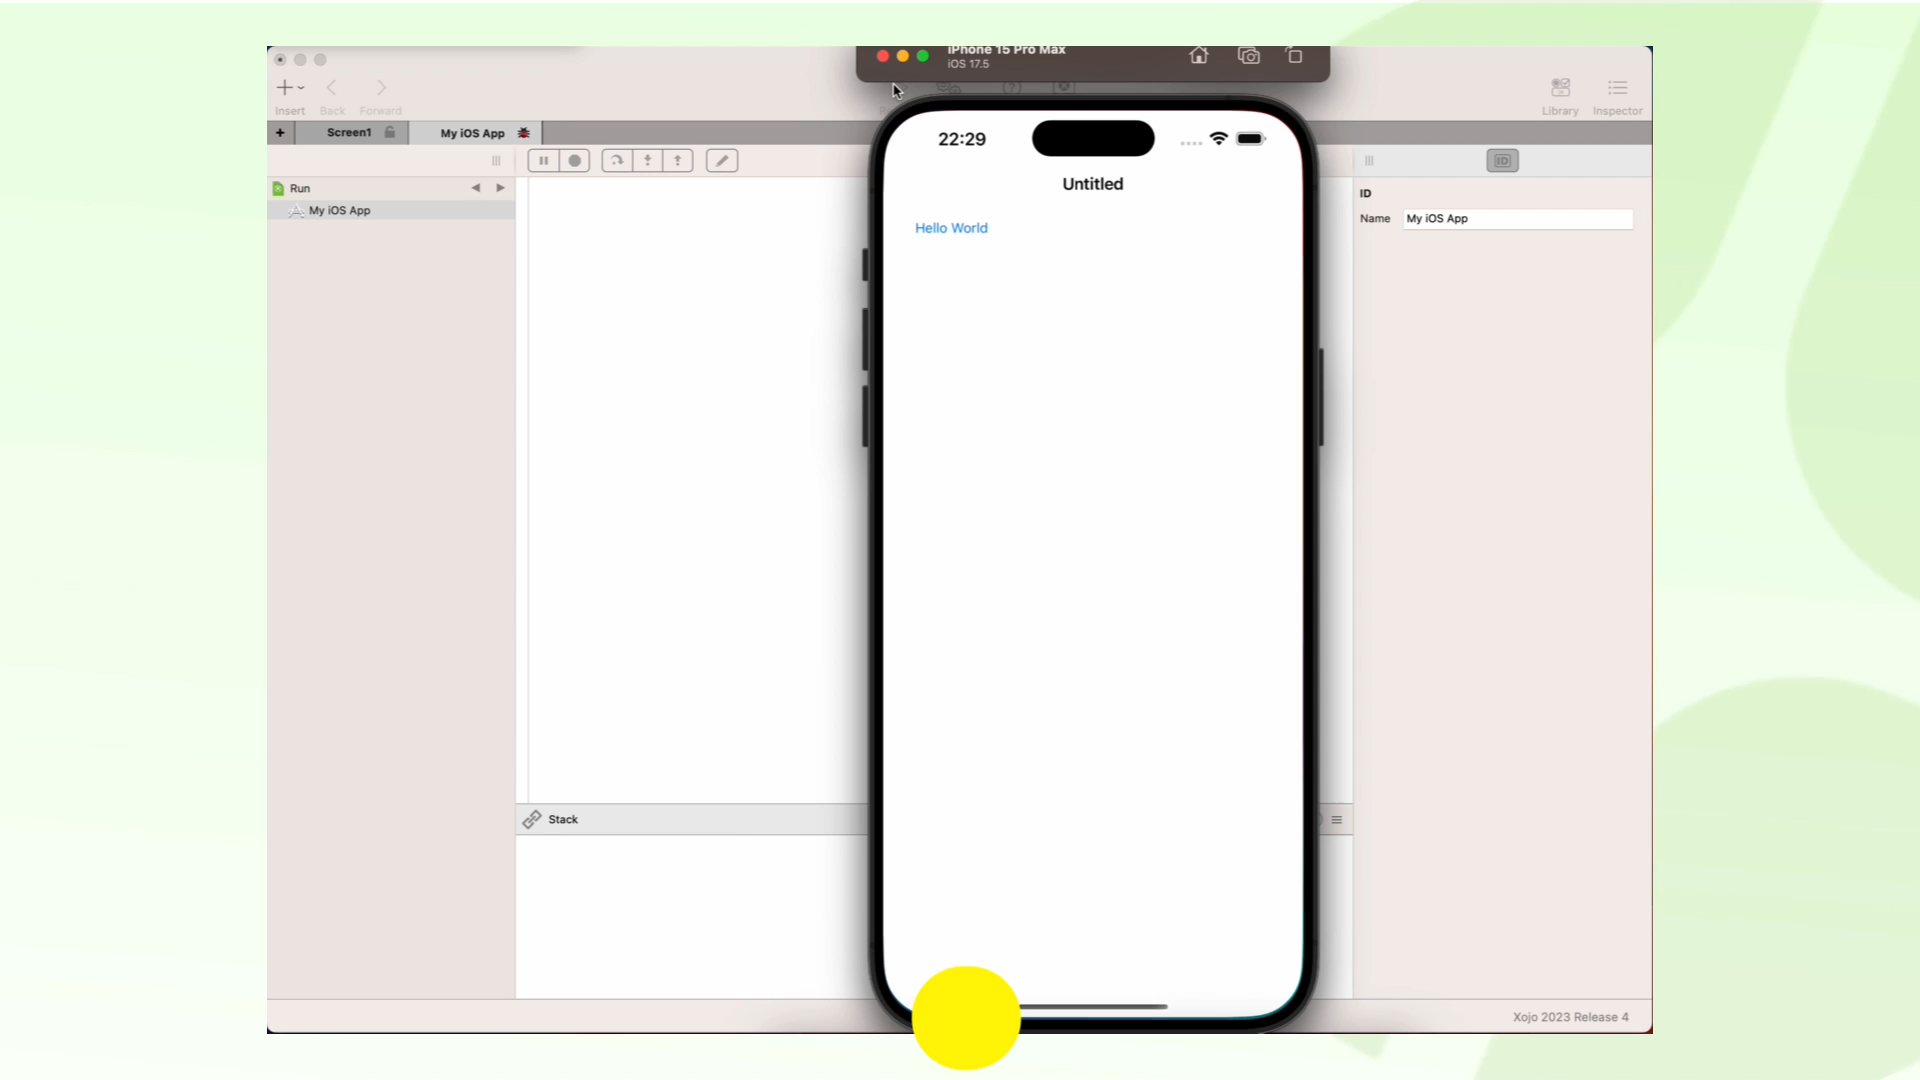 iPhone 15 Pro Max
iOS 17.5
Insert
Back
Forward
Library
Inspector
Screen1
My iOS App
22:29
Untitled
Hello World
Run
My iOS App
ID
ID
Name
My iOS App
Stack
Xojo 2023 Release 4